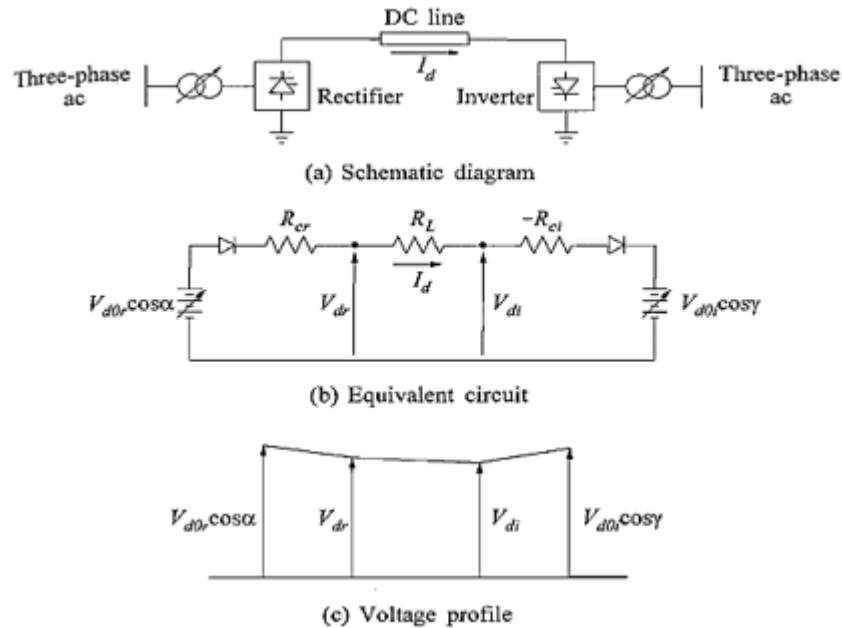 DC line
I_d
Three-phase
ac
Rectifier
Inverter
Three-phase
ac
(a) Schematic diagram
R_cr
R_L
-R_ci
I_d
V_d0r cosα
V_dr
V_di
V_d0i cosγ
(b) Equivalent circuit
V_d0r cosα
V_dr
V_di
V_d0i cosγ
(c) Voltage profile